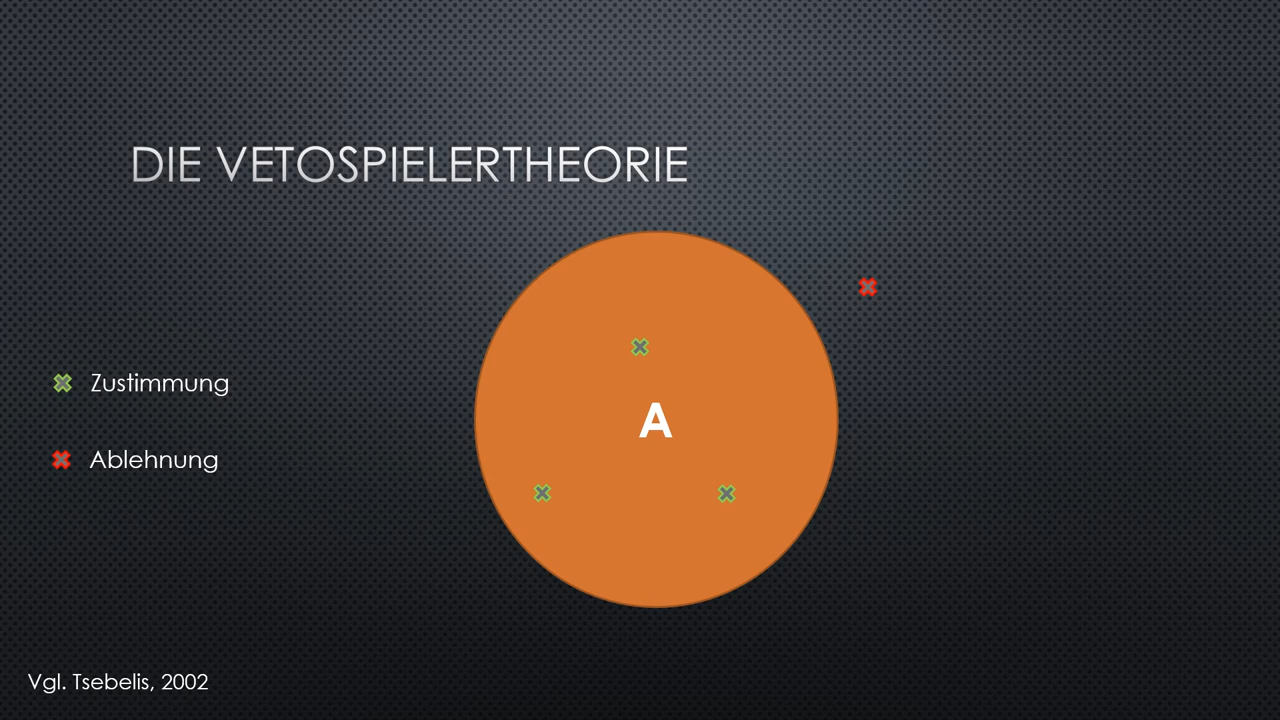 DIE VETOSPIELERTHEORIE
A
Zustimmung
Ablehnung
Vgl. Tsebelis, 2002